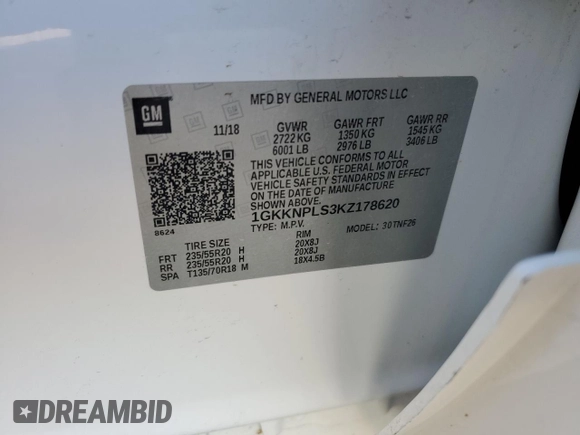 GM
MFD BY GENERAL MOTORS LLC
11/18 GVWR GAWR FRT GAWR RR
2722 KG 1350 KG 1545 KG
6001 LB 2976 LB 3406 LB
THIS VEHICLE CONFORMS TO ALL
APPLICABLE U.S. FEDERAL MOTOR
VEHICLE SAFETY STANDARDS IN EFFECT
ON THE DATE OF MANUFACTURE
SHOWN ABOVE.
1GKKNPLS3KZ178620
TYPE: M.P.V. MODEL: 30TNF26
8624
TIRE SIZE RIM
FRT 235/55R20 H 20X8J
RR 235/55R20 H 20X8J
SPA T135/70R18 M 18X4.5B
DREAMBID